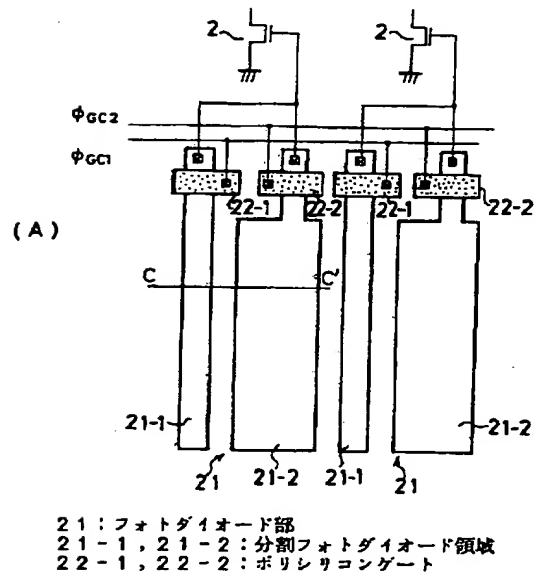 2 2
φGC2
φGC1
22-1 22-2 22-1 22-2
(A)
C C'
21-1 21-2
21 21-2 21-1 21
21:フォトダイオード部
21-1,21-2:分割フォトダイオード領域
22-1,22-2:ポリシリコンゲート